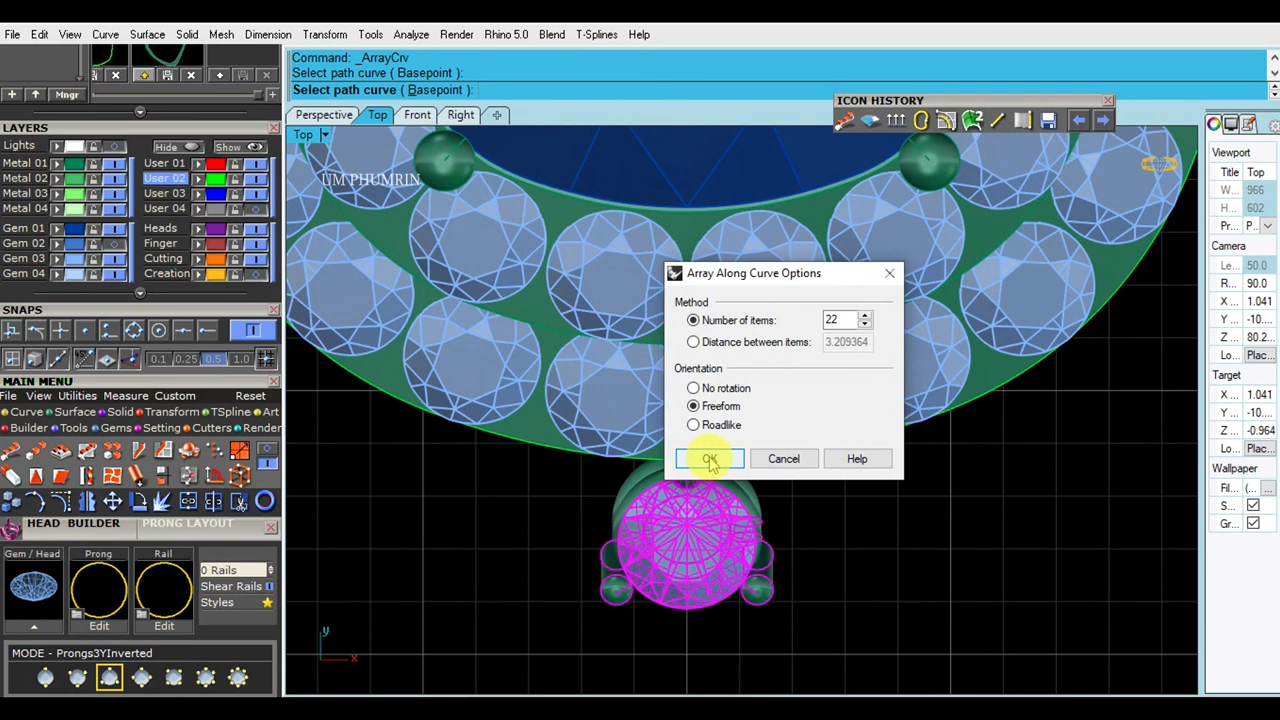 File Edit View Curve Surface Solid Mesh Dimension Transform Tools Analyze Render Rhino 5.0 Blend T-Splines Help
Command: _ArrayCrv
Select path curve ( Basepoint ):
Select path curve ( Basepoint ):
Mngr
Perspective Top Front Right
ICON HISTORY
Top
UM PHUMRIN
LAYERS
Lights Hide Show
Metal 01 User 01
Metal 02 User 02
Metal 03 User 03
Metal 04 User 04
Gem 01 Heads
Gem 02 Finger
Gem 03 Cutting
Gem 04 Creation
SNAPS
0.1 0.25 0.5 1.0
MAIN MENU
File Utilities Measure Custom
Curve Surface Solid Transform TSpline Art
Builder Tools Gems Setting Cutters Render
HEAD BUILDER PRONG LAYOUT
Gem / Head Prong Rail
0 Rails
Shear Rails
Styles
Edit Edit
MODE - Prongs3YInverted
Array Along Curve Options
Method
Number of items: 22
Distance between items: 3.209364
Orientation
No rotation
Freeform
Roadlike
OK Cancel Help
y
x
Viewport
Title Top
W... 966
H... 602
Pr... P...
Camera
Le... 50.0
R... 90.0
X ... 1.041
Y ... -10....
Z ... 80.2...
Lo... Plac...
Target
X ... 1.041
Y ... -10....
Z ... -0.964
Lo... Plac...
Wallpaper
Fil... (... ...
S...
Gr...